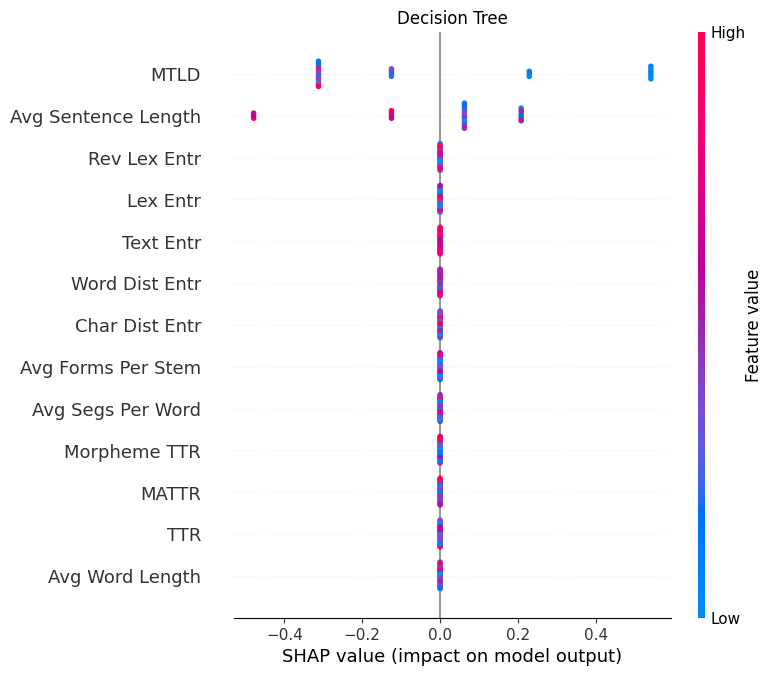 Decision Tree
High
MTLD
Avg Sentence Length
Rev Lex Entr
Lex Entr
Text Entr
Word Dist Entr
Char Dist Entr
Avg Forms Per Stem
Avg Segs Per Word
Morpheme TTR
MATTR
TTR
Avg Word Length
Feature value
Low
−0.4 −0.2 0.0 0.2 0.4
SHAP value (impact on model output)